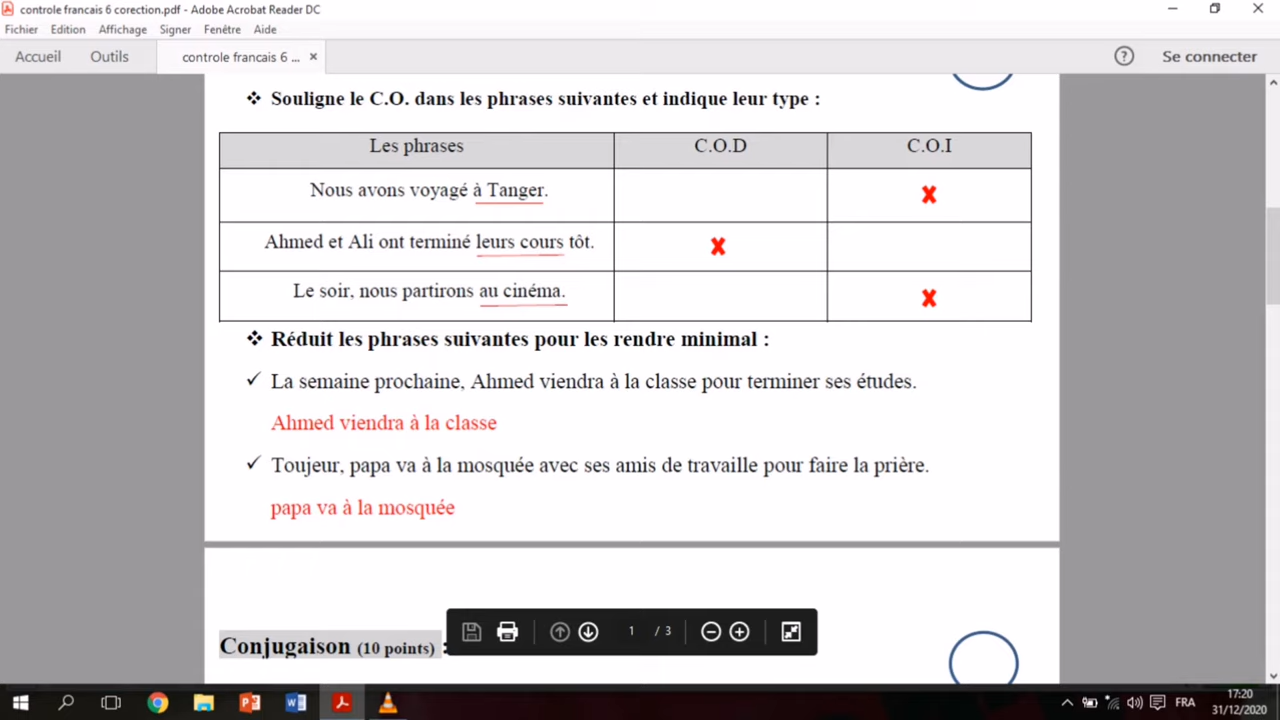 controle francais 6 corection.pdf - Adobe Acrobat Reader DC
Fichier Edition Affichage Signer Fenêtre Aide
Accueil Outils controle francais 6 ... × ? Se connecter
❖ Souligne le C.O. dans les phrases suivantes et indique leur type :
Les phrases C.O.D C.O.I
Nous avons voyagé à Tanger. ✘
Ahmed et Ali ont terminé leurs cours tôt. ✘
Le soir, nous partirons au cinéma. ✘
❖ Réduit les phrases suivantes pour les rendre minimal :
✓ La semaine prochaine, Ahmed viendra à la classe pour terminer ses études.
Ahmed viendra à la classe
✓ Toujeur, papa va à la mosquée avec ses amis de travaille pour faire la prière.
papa va à la mosquée
Conjugaison (10 points) :
1 / 3
FRA
17:20
31/12/2020